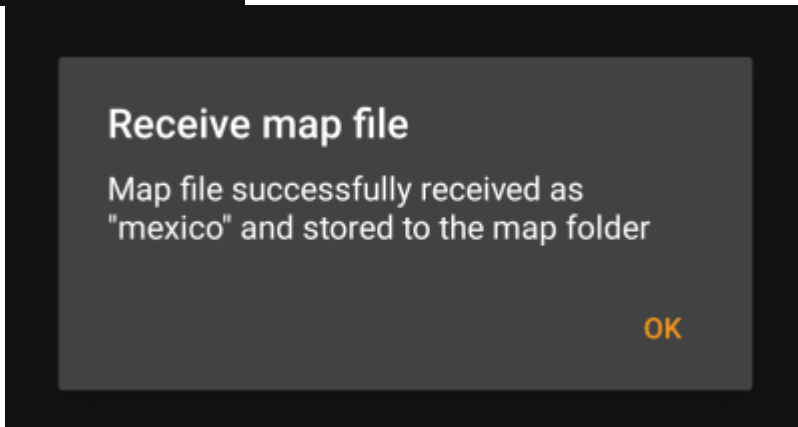 Receive map file
Map file successfully received as
"mexico" and stored to the map folder
OK